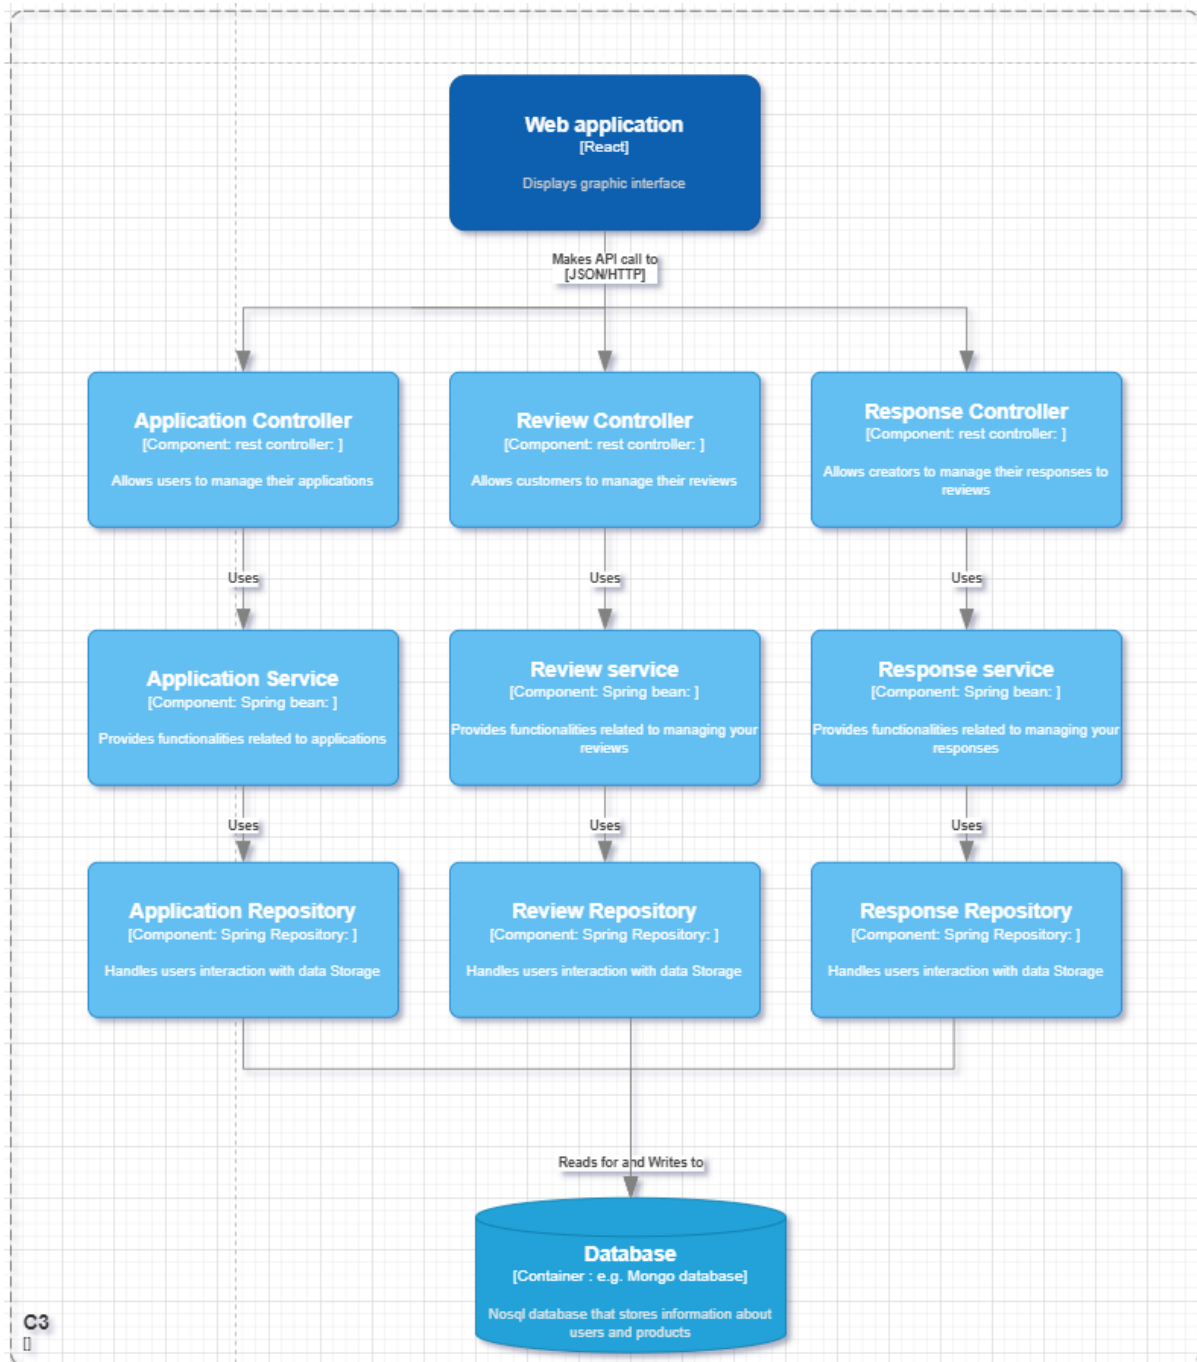 Web application
[React]
Displays graphic interface
Makes API call to
[JSON/HTTP]
Application Controller
[Component: rest controller: ]
Allows users to manage their applications
Review Controller
[Component: rest controller: ]
Allows customers to manage their reviews
Response Controller
[Component: rest controller: ]
Allows creators to manage their responses to
reviews
Uses
Uses
Uses
Application Service
[Component: Spring bean: ]
Provides functionalities related to applications
Review service
[Component: Spring bean: ]
Provides functionalities related to managing your
reviews
Response service
[Component: Spring bean: ]
Provides functionalities related to managing your
responses
Uses
Uses
Uses
Application Repository
[Component: Spring Repository: ]
Handles users interaction with data Storage
Review Repository
[Component: Spring Repository: ]
Handles users interaction with data Storage
Response Repository
[Component: Spring Repository: ]
Handles users interaction with data Storage
Reads for and Writes to
Database
[Container : e.g. Mongo database]
Nosql database that stores information about
users and products
C3
[]